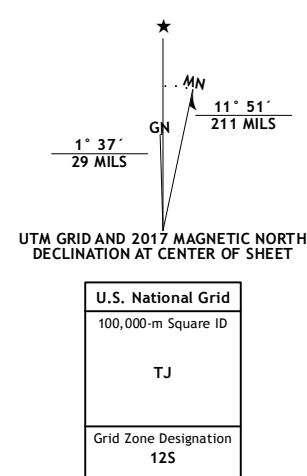 ★
MN
GN
11° 51´
211 MILS
1° 37´
29 MILS
UTM GRID AND 2017 MAGNETIC NORTH
DECLINATION AT CENTER OF SHEET
U.S. National Grid
100,000-m Square ID
TJ
Grid Zone Designation
12S